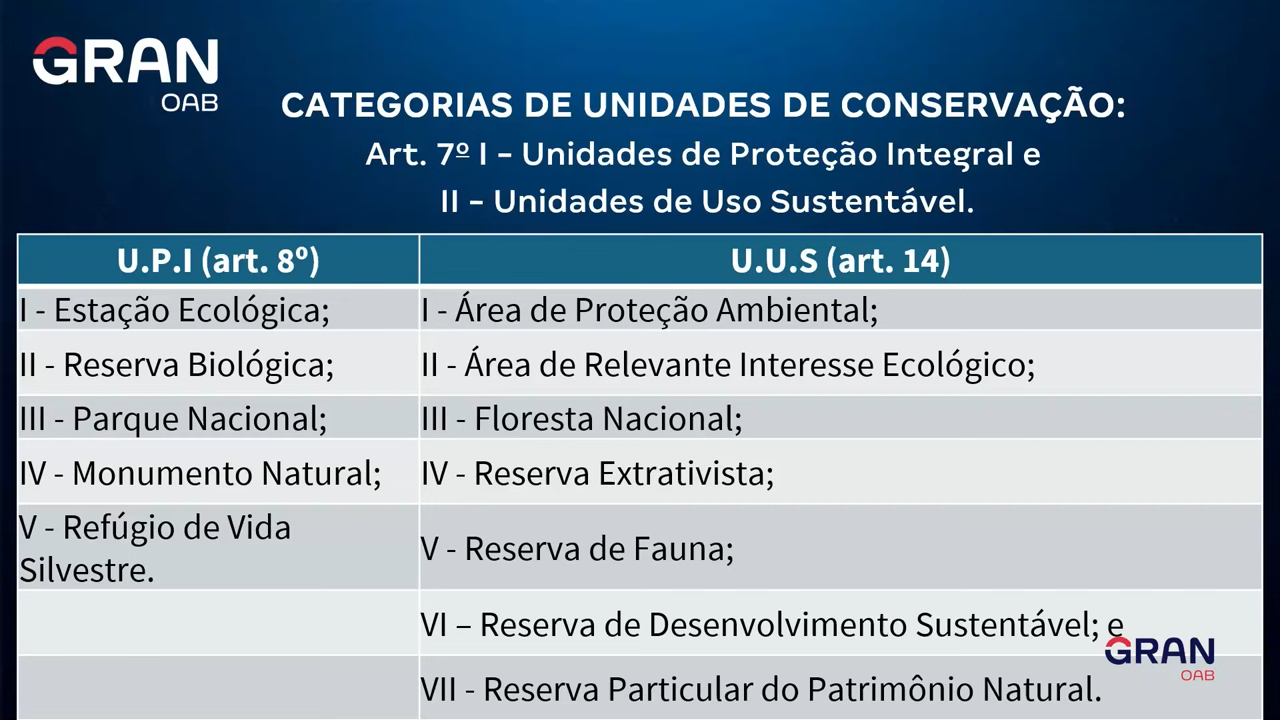 GRAN
OAB
CATEGORIAS DE UNIDADES DE CONSERVAÇÃO:
Art. 7º I – Unidades de Proteção Integral e
II – Unidades de Uso Sustentável.
U.P.I (art. 8º)
U.U.S (art. 14)
I - Estação Ecológica;
I - Área de Proteção Ambiental;
II - Reserva Biológica;
II - Área de Relevante Interesse Ecológico;
III - Parque Nacional;
III - Floresta Nacional;
IV - Monumento Natural;
IV - Reserva Extrativista;
V - Refúgio de Vida
Silvestre.
V - Reserva de Fauna;
VI – Reserva de Desenvolvimento Sustentável; e
VII - Reserva Particular do Patrimônio Natural.
GRAN
OAB